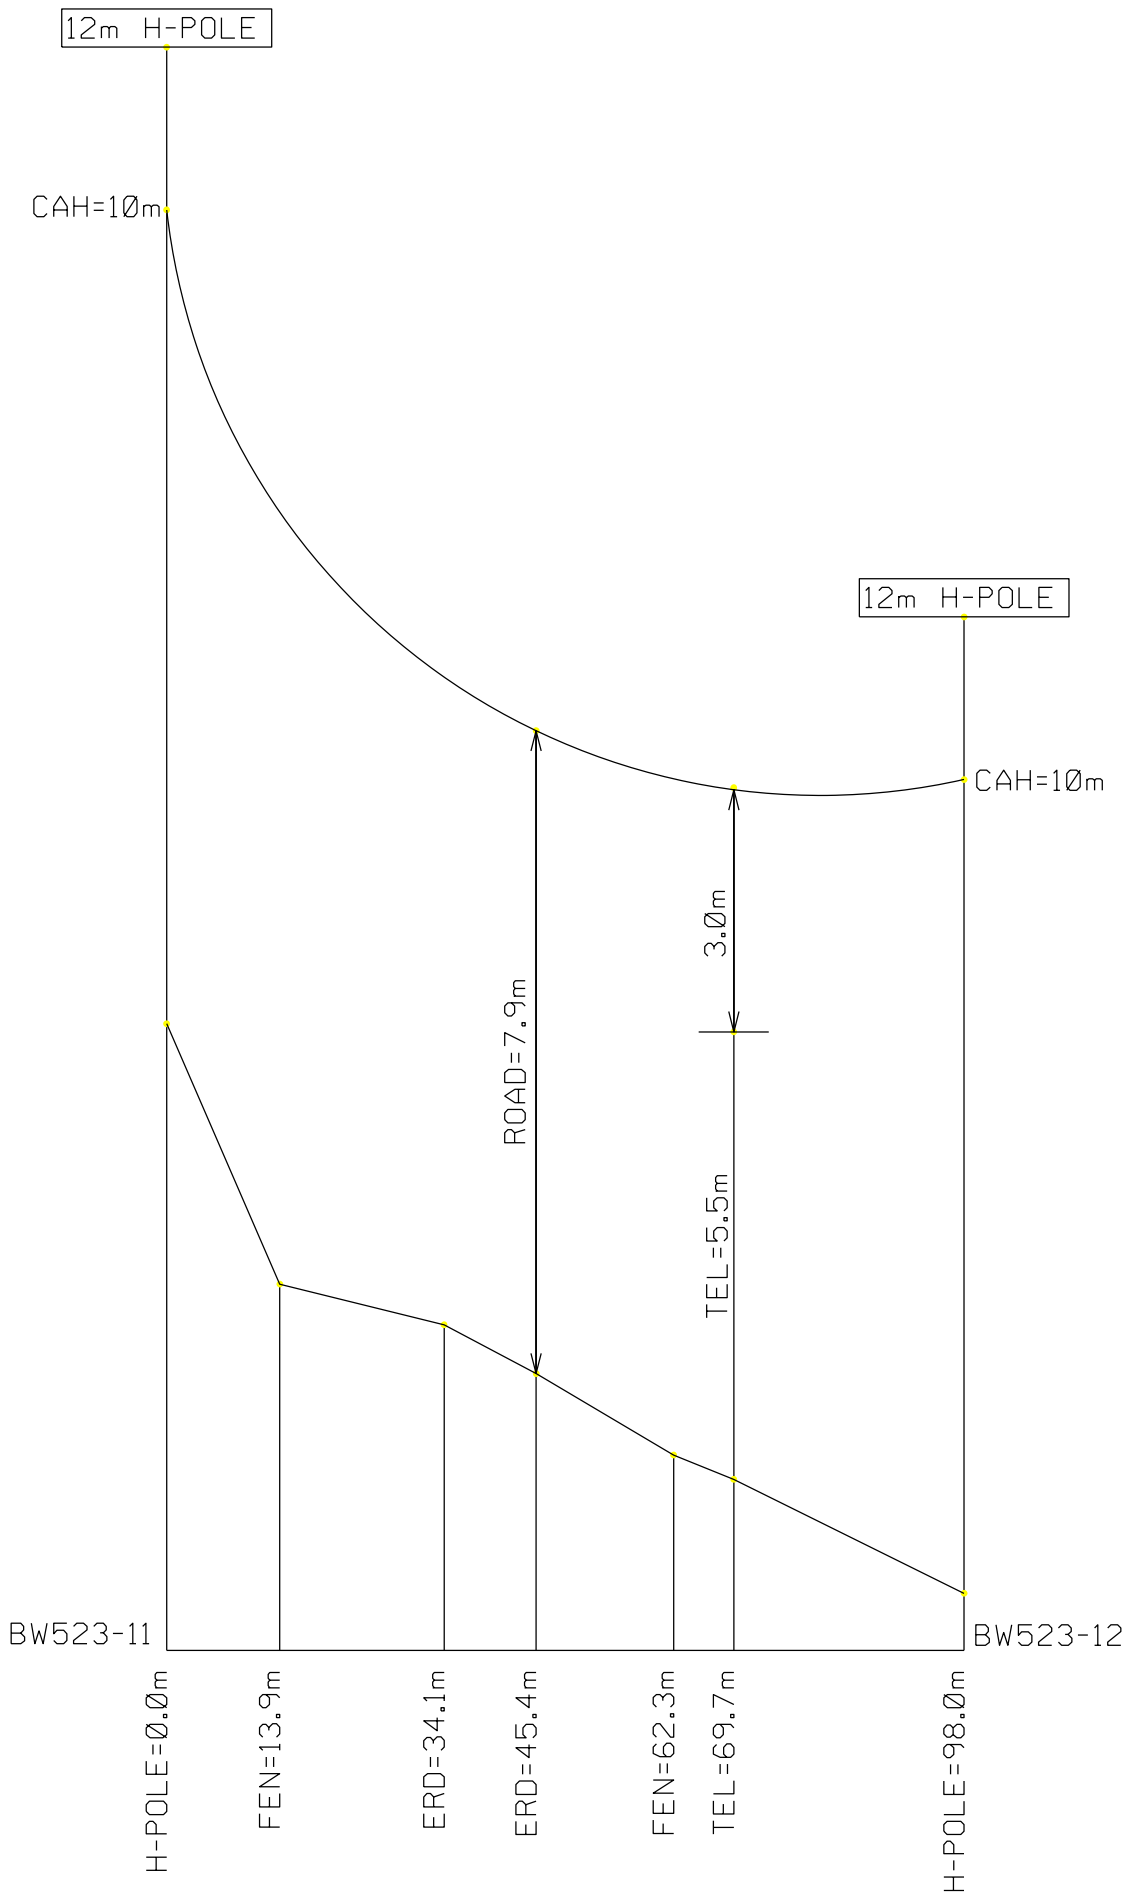 12m H-POLE
CAH=10m
12m H-POLE
CAH=10m
3.0m
ROAD=7.9m
TEL=5.5m
BW523-11
BW523-12
H-POLE=0.0m
FEN=13.9m
ERD=34.1m
ERD=45.4m
FEN=62.3m
TEL=69.7m
H-POLE=98.0m